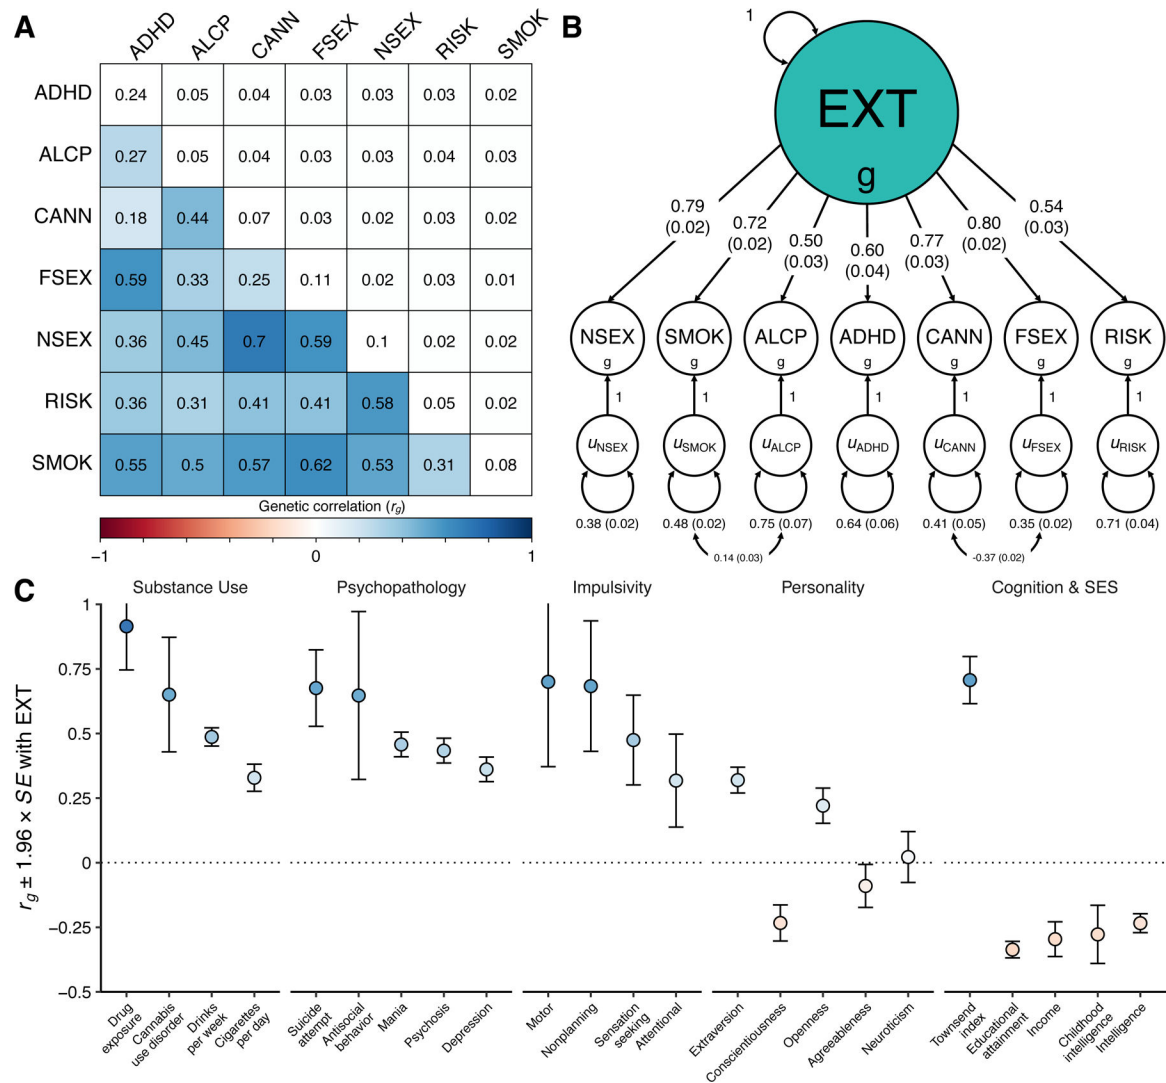 A
ADHD ALCP CANN FSEX NSEX RISK SMOK
ADHD 0.24 0.05 0.04 0.03 0.03 0.03 0.02
ALCP 0.27 0.05 0.04 0.03 0.03 0.04 0.03
CANN 0.18 0.44 0.07 0.03 0.02 0.03 0.02
FSEX 0.59 0.33 0.25 0.11 0.02 0.03 0.01
NSEX 0.36 0.45 0.7 0.59 0.1 0.02 0.02
RISK 0.36 0.31 0.41 0.41 0.58 0.05 0.02
SMOK 0.55 0.5 0.57 0.62 0.53 0.31 0.08
Genetic correlation (rg)
−1 0 1
B
1
EXT
g
0.79 0.72 0.50 0.60 0.77 0.80 0.54
(0.02) (0.02) (0.03) (0.04) (0.03) (0.02) (0.03)
NSEX SMOK ALCP ADHD CANN FSEX RISK
g g g g g g g
1 1 1 1 1 1 1
uNSEX uSMOK uALCP uADHD uCANN uFSEX uRISK
0.38 (0.02) 0.48 (0.02) 0.75 (0.07) 0.64 (0.06) 0.41 (0.05) 0.35 (0.02) 0.71 (0.04)
0.14 (0.03) -0.37 (0.02)
C
Substance Use Psychopathology Impulsivity Personality Cognition & SES
rg ± 1.96 × SE with EXT
1
0.75
0.5
0.25
0
−0.25
−0.5
Drug
exposure
Cannabis
use disorder
Drinks
per week
Cigarettes
per day
Suicide
attempt
Antisocial
behavior
Mania
Psychosis
Depression
Motor
Nonplanning
Sensation
seeking
Attentional
Extraversion
Conscientiousness
Openness
Agreeableness
Neuroticism
Townsend
index
Educational
attainment
Income
Childhood
intelligence
Intelligence